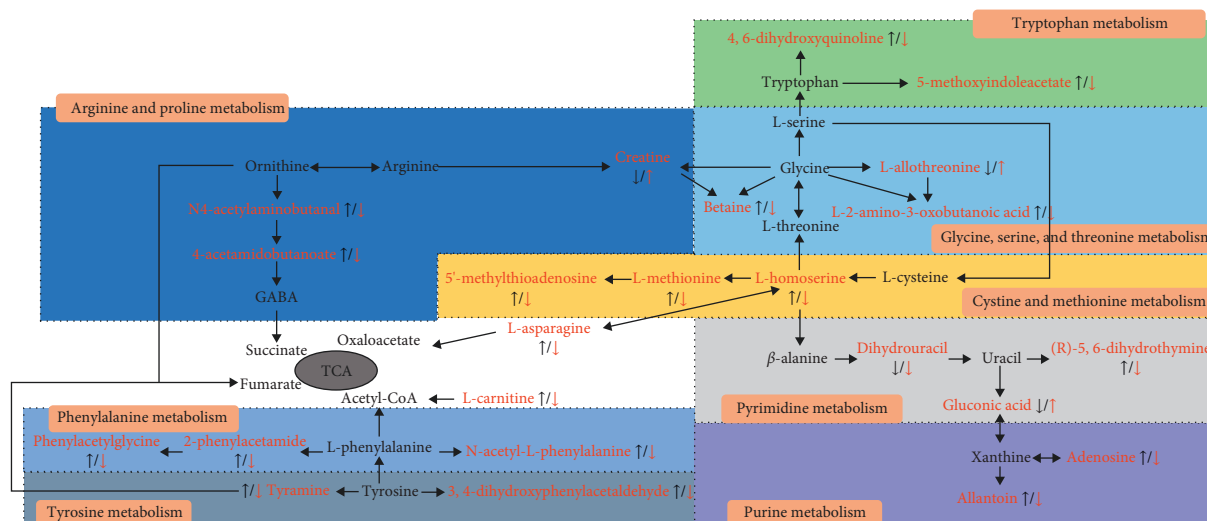 Tryptophan metabolism
4, 6-dihydroxyquinoline ↑/↓
Tryptophan
5-methoxyindoleacetate ↑/↓
Arginine and proline metabolism
L-serine
Ornithine
Arginine
Creatine
↓/↑
Glycine
L-allothreonine ↓/↑
N4-acetylaminobutanal ↑/↓
Betaine ↑/↓
L-2-amino-3-oxobutanoic acid ↑/↓
L-threonine
Glycine, serine, and threonine metabolism
4-acetamidobutanoate ↑/↓
GABA
5'-methylthioadenosine
↑/↓
L-methionine
↑/↓
L-homoserine
↑/↓
L-cysteine
Cystine and methionine metabolism
L-asparagine
↑/↓
Oxaloacetate
Succinate
TCA
Fumarate
Acetyl-CoA
L-carnitine ↑/↓
β-alanine
Dihydrouracil
↓/↓
Uracil
(R)-5, 6-dihydrothymine
↑/↓
Gluconic acid ↓/↑
Pyrimidine metabolism
Phenylalanine metabolism
Phenylacetylglycine
↑/↓
2-phenylacetamide
↑/↓
L-phenylalanine
N-acetyl-L-phenylalanine ↑/↓
Xanthine
Adenosine ↑/↓
↑/↓ Tyramine
Tyrosine
3, 4-dihydroxyphenylacetaldehyde ↑/↓
Allantoin ↑/↓
Tyrosine metabolism
Purine metabolism